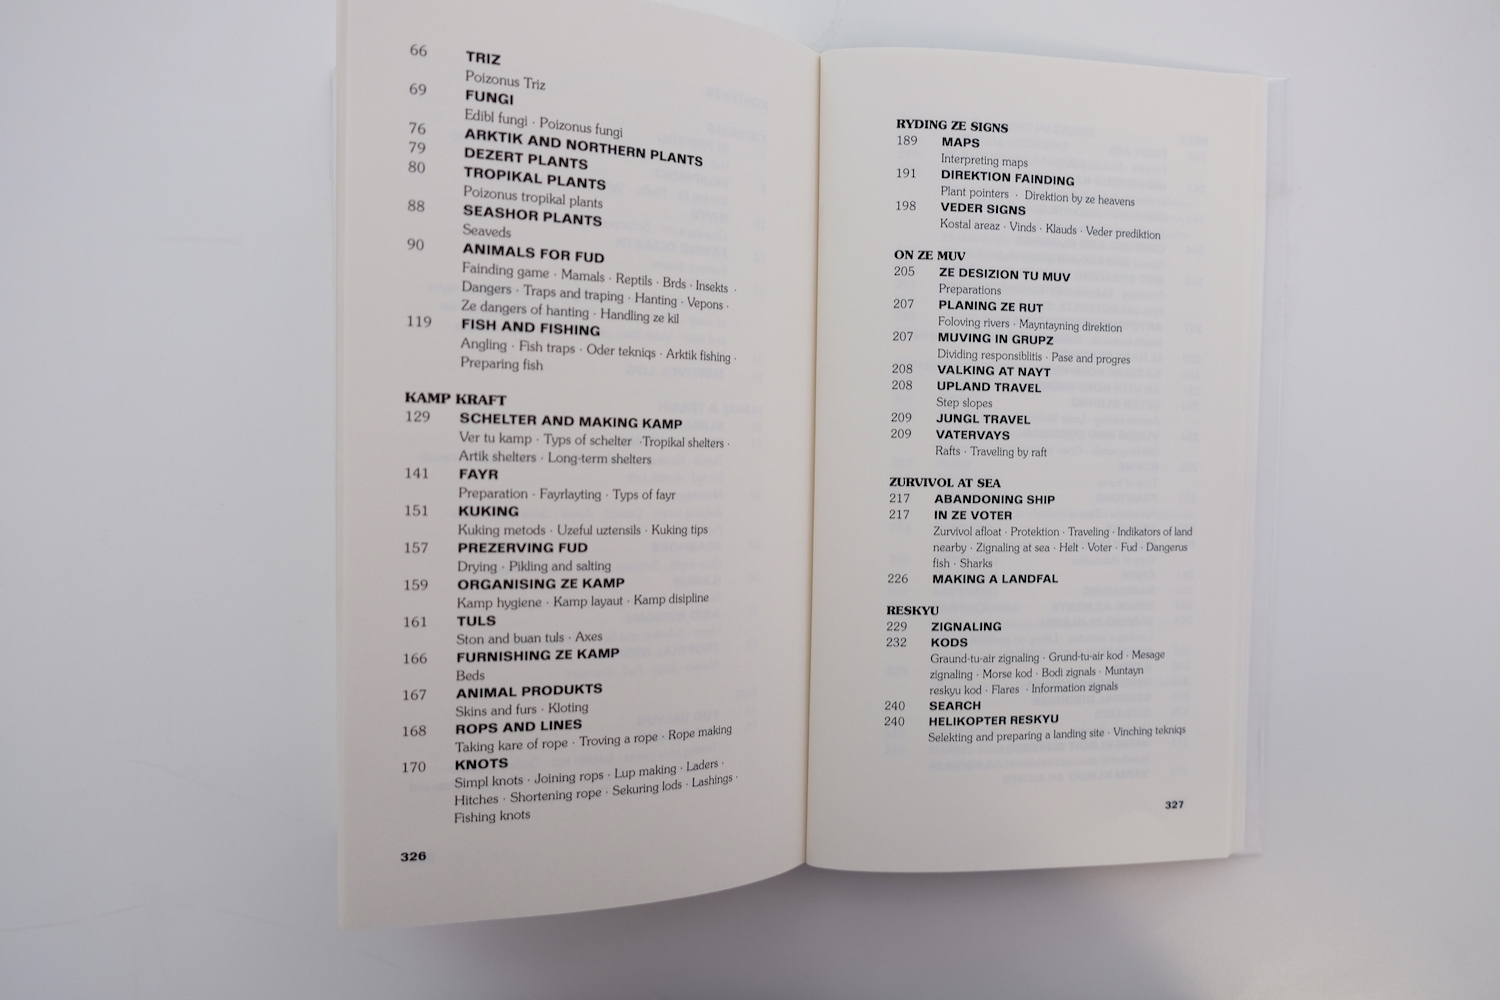 66 TRIZ
Poizonus Triz
69 FUNGI
Edibl fungi · Poizonus fungi
76 ARKTIK AND NORTHERN PLANTS
79 DEZERT PLANTS
80 TROPIKAL PLANTS
Poizonus tropikal plants
88 SEASHOR PLANTS
Seaveds
90 ANIMALS FOR FUD
Fainding game · Mamals · Reptils · Brds · Insekts ·
Dangers · Traps and traping · Hanting · Vepons ·
Ze dangers of hanting · Handling ze kil
119 FISH AND FISHING
Angling · Fish traps · Oder tekniqs · Arktik fishing ·
Preparing fish
KAMP KRAFT
129 SCHELTER AND MAKING KAMP
Ver tu kamp · Typs of schelter ·Tropikal shelters ·
Artik shelters · Long-term shelters
141 FAYR
Preparation · Fayrlayting · Typs of fayr
151 KUKING
Kuking metods · Uzeful uztensils · Kuking tips
157 PREZERVING FUD
Drying · Pikling and salting
159 ORGANISING ZE KAMP
Kamp hygiene · Kamp layaut · Kamp disipline
161 TULS
Ston and buan tuls · Axes
166 FURNISHING ZE KAMP
Beds
167 ANIMAL PRODUKTS
Skins and furs · Kloting
168 ROPS AND LINES
Taking kare of rope · Troving a rope · Rope making
170 KNOTS
Simpl knots · Joining rops · Lup making · Laders ·
Hitches · Shortening rope · Sekuring lods · Lashings ·
Fishing knots
326
RYDING ZE SIGNS
189 MAPS
Interpreting maps
191 DIREKTION FAINDING
Plant pointers · Direktion by ze heavens
198 VEDER SIGNS
Kostal areaz · Vinds · Klauds · Veder prediktion
ON ZE MUV
205 ZE DESIZION TU MUV
Preparations
207 PLANING ZE RUT
Foloving rivers · Mayntayning direktion
207 MUVING IN GRUPZ
Dividing responsiblitis · Pase and progres
208 VALKING AT NAYT
208 UPLAND TRAVEL
Step slopes
209 JUNGL TRAVEL
209 VATERVAYS
Rafts · Traveling by raft
ZURVIVOL AT SEA
217 ABANDONING SHIP
217 IN ZE VOTER
Zurvivol afloat · Protektion · Traveling · Indikators of land
nearby · Zignaling at sea · Helt · Voter · Fud · Dangerus
fish · Sharks
226 MAKING A LANDFAL
RESKYU
229 ZIGNALING
232 KODS
Graund-tu-air zignaling · Grund-tu-air kod · Mesage
zignaling · Morse kod · Bodi zignals · Muntayn
reskyu kod · Flares · Information zignals
240 SEARCH
240 HELIKOPTER RESKYU
Selekting and preparing a landing site · Vinching tekniqs
327